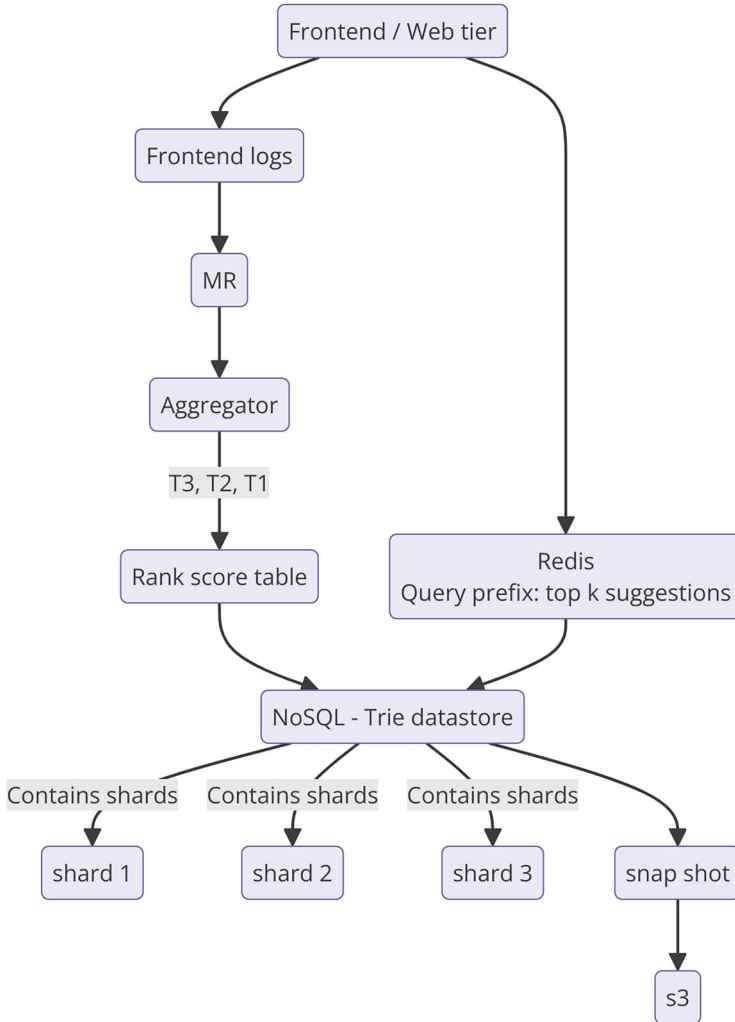 Frontend / Web tier
Frontend logs
MR
Aggregator
T3, T2, T1
Rank score table
Redis
Query prefix: top k suggestions
NoSQL - Trie datastore
Contains shards
Contains shards
Contains shards
shard 1
shard 2
shard 3
snap shot
s3